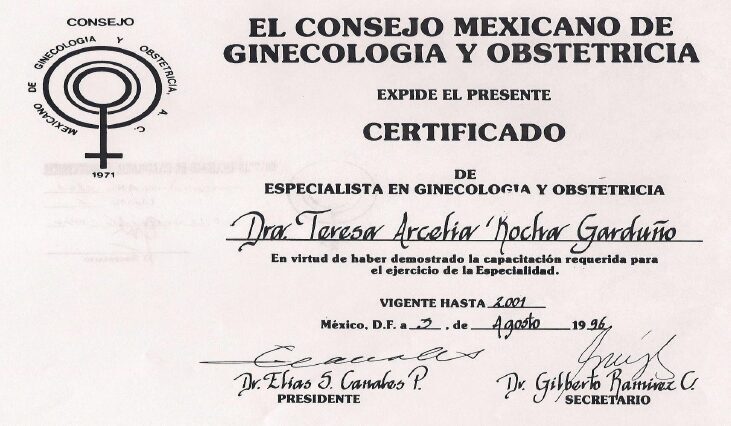 CONSEJO
MEXICANO DE GINECOLOGIA Y OBSTETRICIA, A.C.
1971
EL CONSEJO MEXICANO DE
GINECOLOGIA Y OBSTETRICIA
EXPIDE EL PRESENTE
CERTIFICADO
DE
ESPECIALISTA EN GINECOLOGIA Y OBSTETRICIA
Dra. Teresa Arcelia Rocha Garduño
En virtud de haber demostrado la capacitación requerida para
el ejercicio de la Especialidad.
VIGENTE HASTA 2001
México, D.F. a 3, de Agosto 1996
Dr. Elías S. Canales P.
PRESIDENTE
Dr. Gilberto Ramírez C.
SECRETARIO